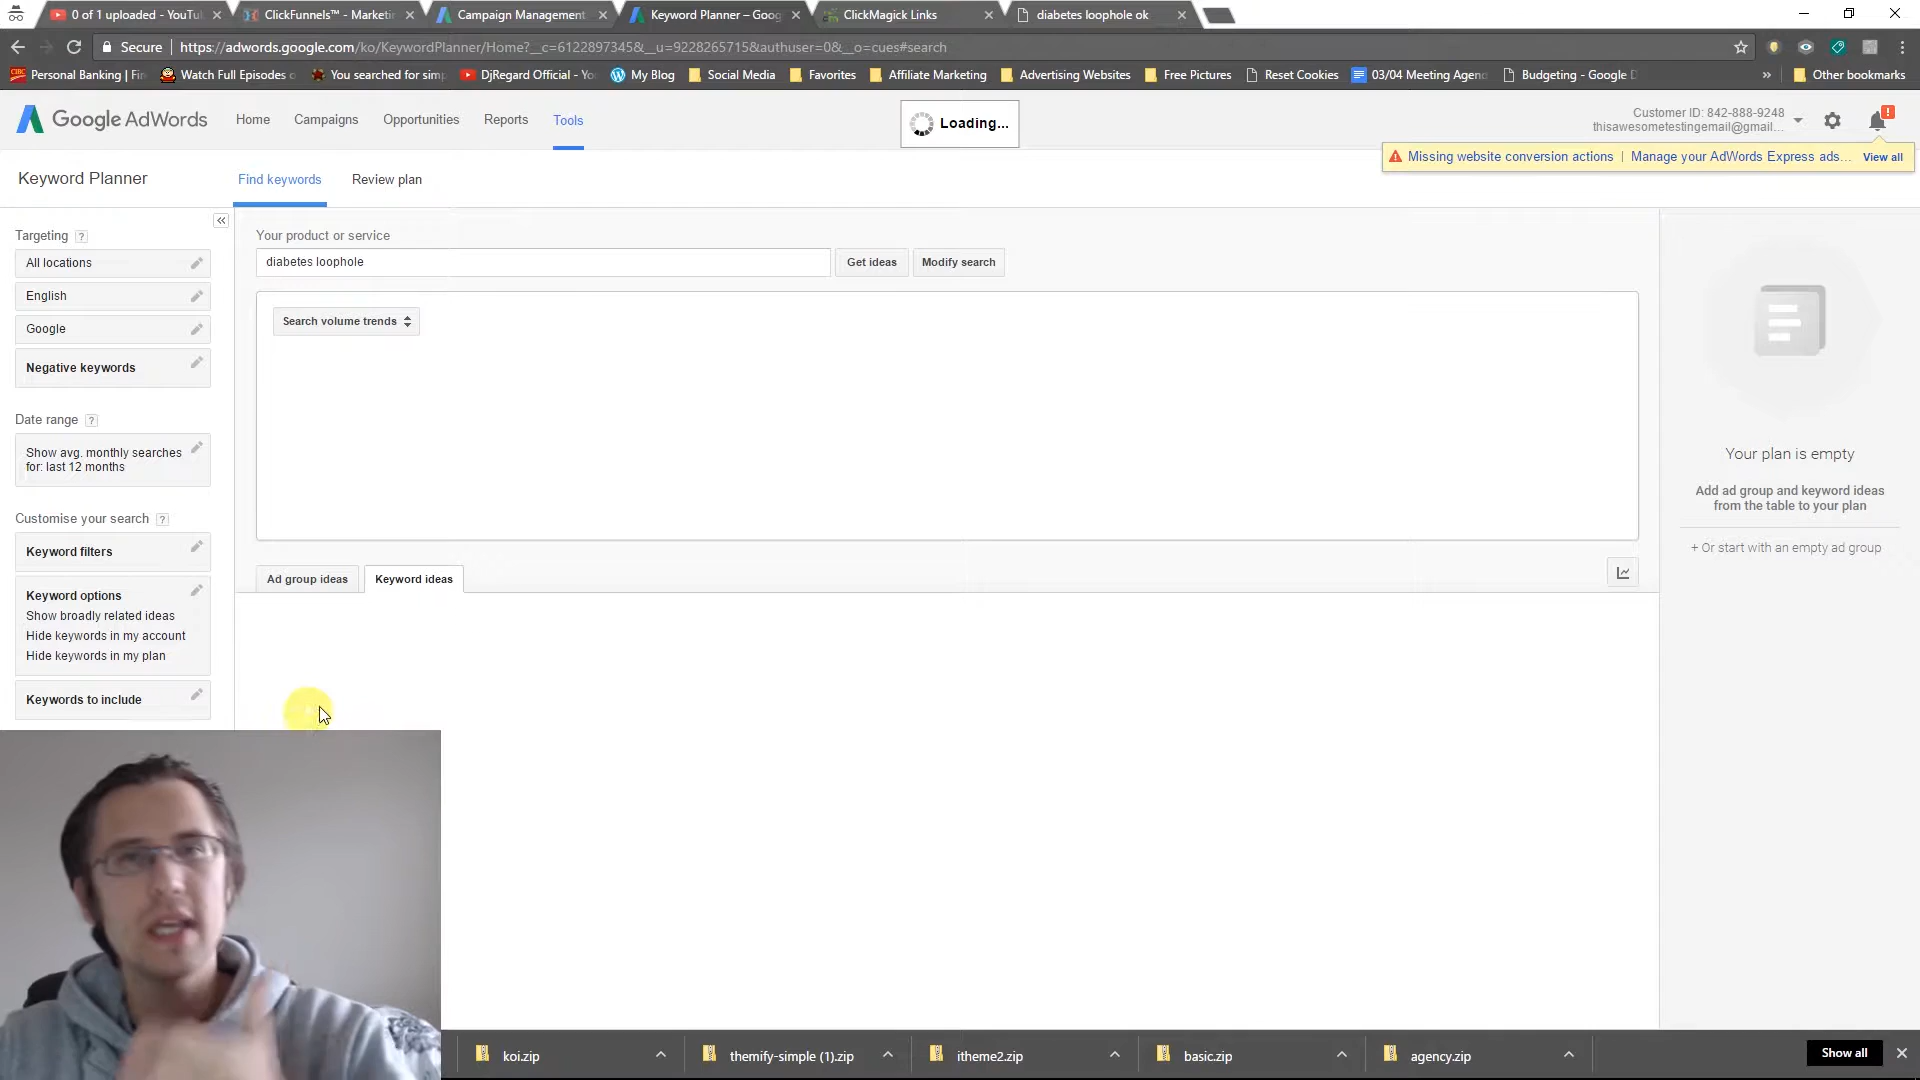 0 of 1 uploaded - YouTu
ClickFunnels™ - Marketi
Campaign Management
Keyword Planner – Goog
ClickMagick Links
diabetes loophole ok
Secure
https://adwords.google.com/ko/KeywordPlanner/Home?__c=6122897345&__u=9228265715&authuser=0&__o=cues#search
Personal Banking | Fin
Watch Full Episodes o
You searched for sim
DjRegard Official - Yo
My Blog
Social Media
Favorites
Affiliate Marketing
Advertising Websites
Free Pictures
Reset Cookies
03/04 Meeting Agend
Budgeting - Google D
»
Other bookmarks
Google AdWords
Home
Campaigns
Opportunities
Reports
Tools
Loading...
Customer ID: 842-888-9248
thisawesometestingemail@gmail...
!
Missing website conversion actions | Manage your AdWords Express ads... View all
Keyword Planner
Find keywords
Review plan
«
Targeting ?
All locations
English
Google
Negative keywords
Date range ?
Show avg. monthly searches
for: last 12 months
Customise your search ?
Keyword filters
Keyword options
Show broadly related ideas
Hide keywords in my account
Hide keywords in my plan
Keywords to include
Your product or service
diabetes loophole
Get ideas
Modify search
Search volume trends
Ad group ideas
Keyword ideas
Your plan is empty
Add ad group and keyword ideas
from the table to your plan
+ Or start with an empty ad group
koi.zip
themify-simple (1).zip
itheme2.zip
basic.zip
agency.zip
Show all